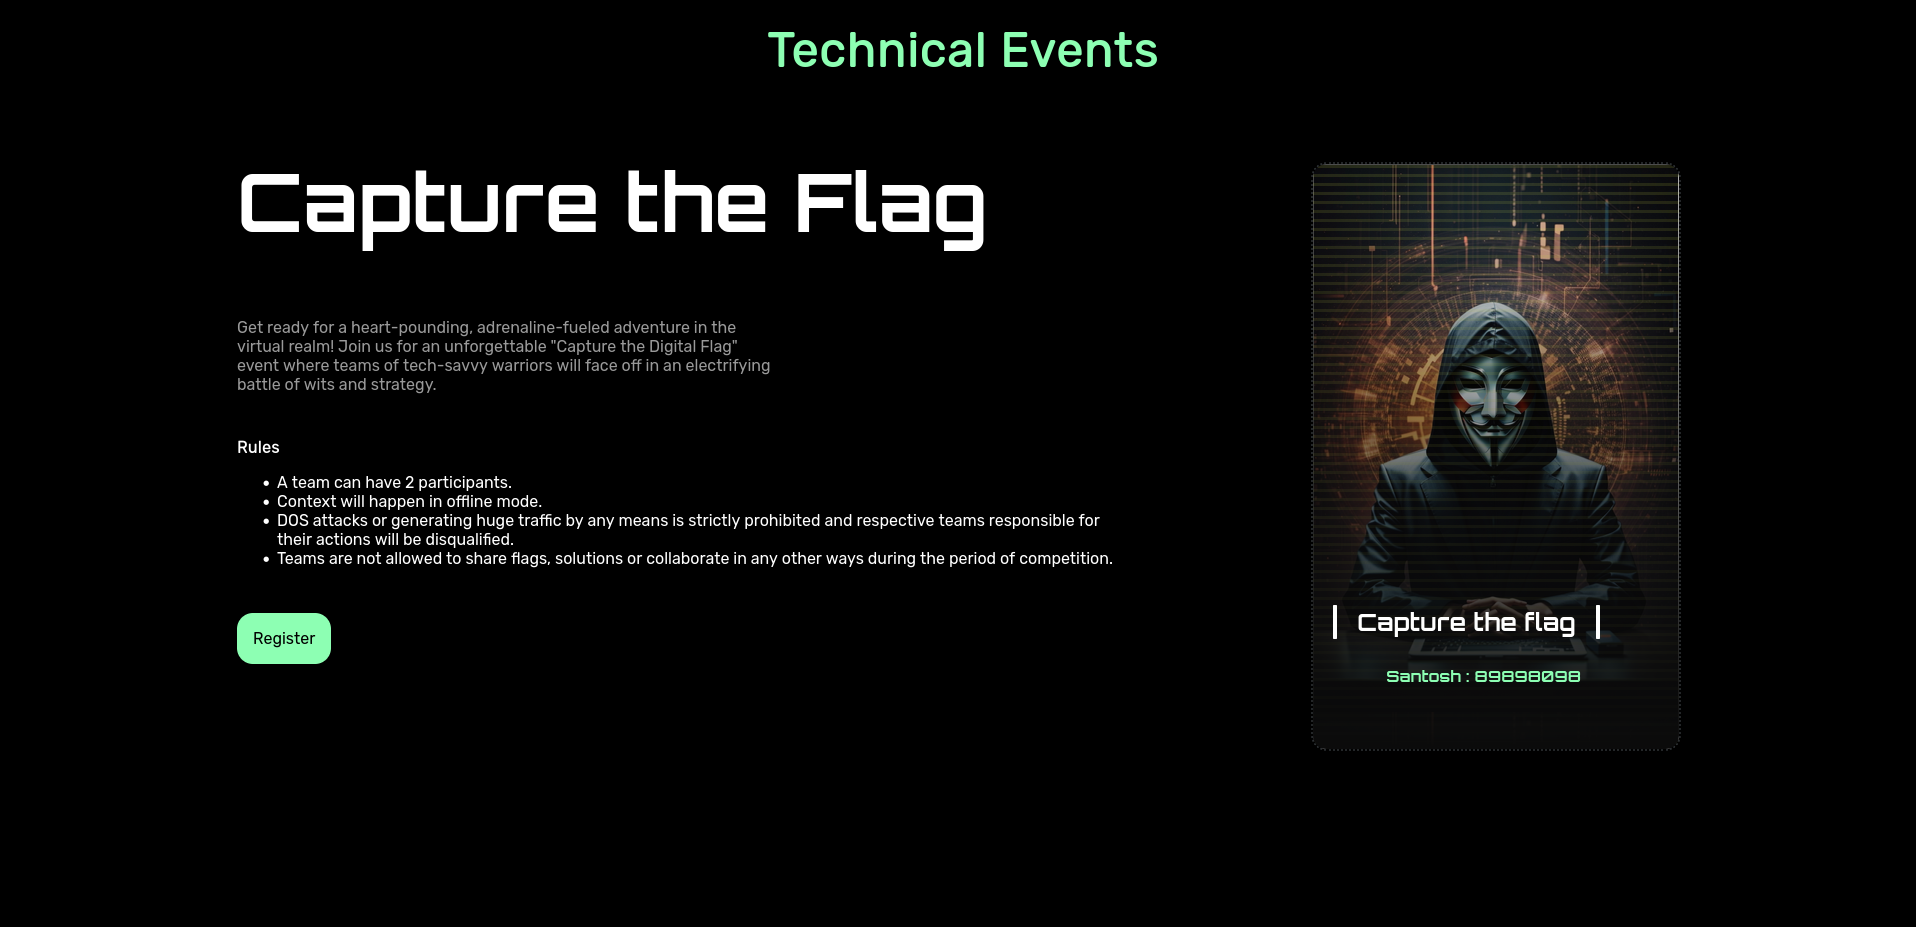 Technical Events
Capture the Flag
Get ready for a heart-pounding, adrenaline-fueled adventure in the
virtual realm! Join us for an unforgettable "Capture the Digital Flag"
event where teams of tech-savvy warriors will face off in an electrifying
battle of wits and strategy.
Rules
• A team can have 2 participants.
• Context will happen in offline mode.
• DOS attacks or generating huge traffic by any means is strictly prohibited and respective teams responsible for
their actions will be disqualified.
• Teams are not allowed to share flags, solutions or collaborate in any other ways during the period of competition.
Register
Capture the flag
Santosh : 89898098